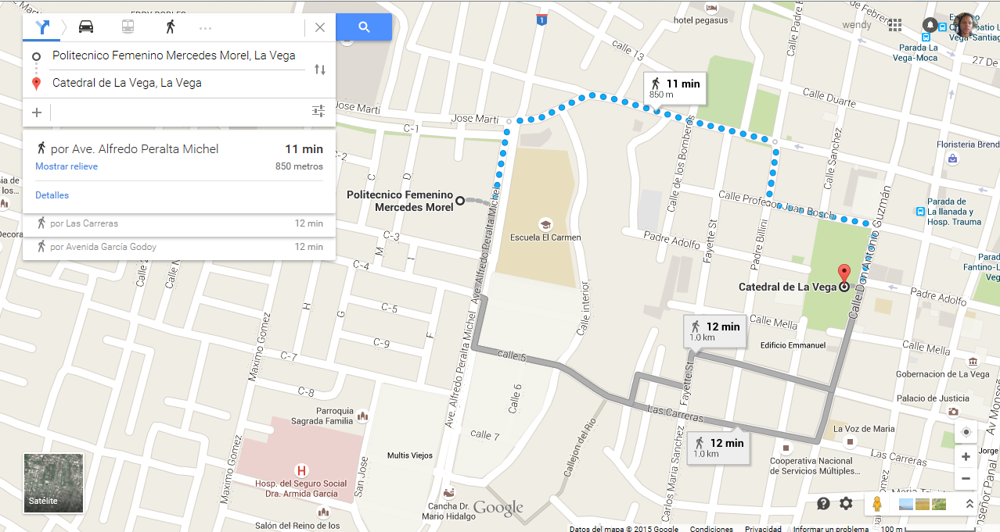 Politecnico Femenino Mercedes Morel, La Vega
Catedral de La Vega, La Vega
por Ave. Alfredo Peralta Michel
11 min
Mostrar relieve
850 metros
Detalles
por Las Carreras
12 min
por Avenida García Godoy
12 min
hotel pegasus
1
wendy
Parada La
Vega-Moca
Vega-Santiag
27 De
calle 13
Calle Duarte
Jose Marti
Jose Marti
C-1
C-2
C
D
11 min
850 m
Calle de los Bomberos
Calle Sanchez
Floristeria Brend
Politecnico Femenino
Mercedes Morel
Ave. Alfredo Peralta Michel
Calle Profesor Juan Bosch
Calle Don Antonio Guzmán
Parada de
La llanada y
Hosp. Trauma
Escuela El Carmen
Padre Adolfo
Fayette St
Padre Billini
C-3
M
I
C-4
Parad
Fantino-L
Veg
Catedral de La Vega
Padre Adolfo
H
G
F
C-5
Ave. Alfredo Peralta Michel
Calle interior
12 min
1.0 km
Calle Mella
Edificio Emmanuel
Calle Mella
Maximo Gomez
C-9
C-7
calle 5
Fayette St
Gobernacion de La Vega
C-8
Calle 6
Palacio de Justicia
Parroquia
Sagrada Familia
Las Carreras
calle 7
Callejon del Rio
12 min
1.0 km
La Voz de Maria
Cooperativa Nacional
de Servicios Múltiples...
Las Carreras
Multis Viejos
Maximo Gomez
San Jose
H
Hosp. del Seguro Social
Dra. Armida García
Carlos Maria Sanchez
Satélite
Cancha Dr.
Mario Hidalgo
Google
Salón del Reino de los
Datos del mapa © 2015 Google
Condiciones
Privacidad
Informar un problema
100 m